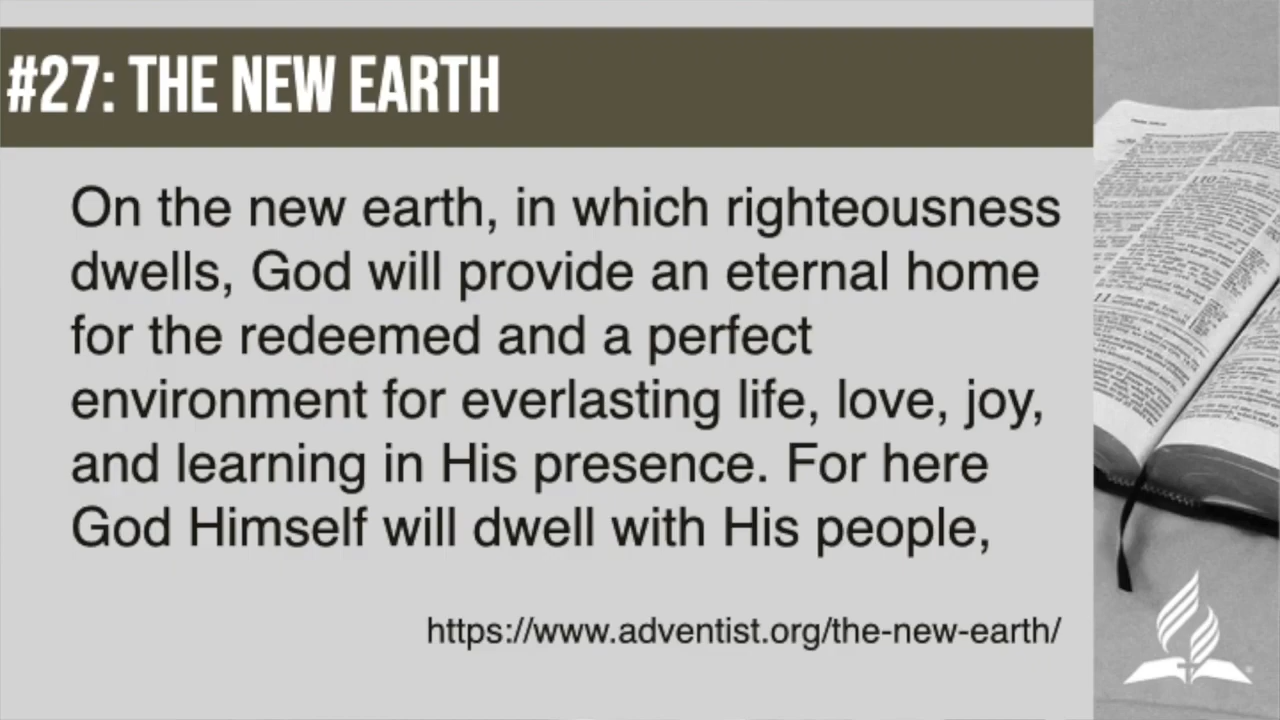 #27: THE NEW EARTH
On the new earth, in which righteousness
dwells, God will provide an eternal home
for the redeemed and a perfect
environment for everlasting life, love, joy,
and learning in His presence. For here
God Himself will dwell with His people,
https://www.adventist.org/the-new-earth/